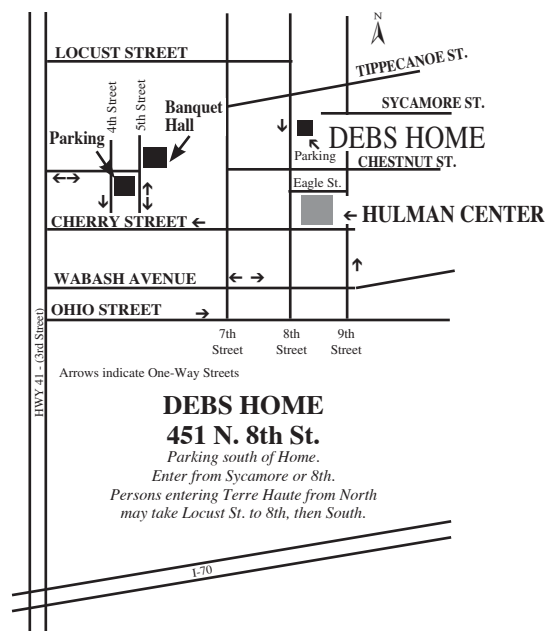 N
LOCUST STREET
TIPPECANOE ST.
4th Street
5th Street
Banquet
Hall
SYCAMORE ST.
Parking
DEBS HOME
Parking
CHESTNUT ST.
Eagle St.
HULMAN CENTER
CHERRY STREET
WABASH AVENUE
OHIO STREET
7th
Street
8th
Street
9th
Street
HWY 41 - (3rd Street)
Arrows indicate One-Way Streets
DEBS HOME
451 N. 8th St.
Parking south of Home.
Enter from Sycamore or 8th.
Persons entering Terre Haute from North
may take Locust St. to 8th, then South.
I-70